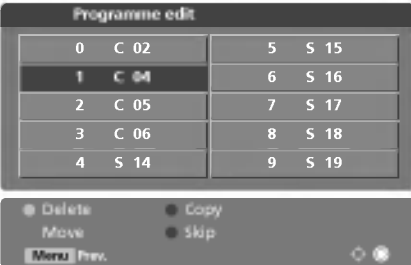 Programme edit
0 C 02 5 S 15
1 C 04 6 S 16
2 C 05 7 S 17
3 C 06 8 S 18
4 S 14 9 S 19
Delete Copy
Move Skip
Menu Prev.